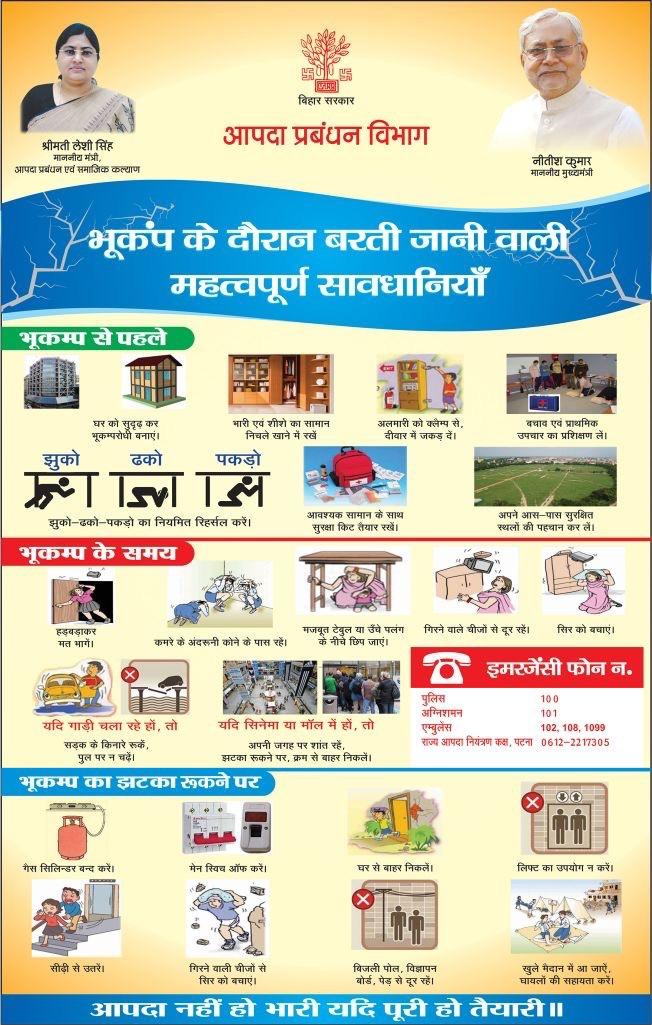 बिहार सरकार
आपदा प्रबंधन विभाग
श्रीमती लेशी सिंह
माननीय मंत्री,
आपदा प्रबंधन एवं समाजिक कल्याण
नीतीश कुमार
माननीय मुख्यमंत्री
भूकंप के दौरान बरती जानी वाली
महत्वपूर्ण सावधानियाँ
भूकम्प से पहले
घर को सुदृढ़ कर
भूकम्परोधी बनाएं।
भारी एवं शीशे का सामान
निचले खाने में रखें
अलमारी को क्लैम्प से,
दीवार में जकड़ दें।
बचाव एवं प्राथमिक
उपचार का प्रशिक्षण लें।
झुको ढको पकड़ो
झुको–ढको–पकड़ो का नियमित रिहर्सल करें।
आवश्यक सामान के साथ
सुरक्षा किट तैयार रखें।
अपने आस–पास सुरक्षित
स्थलों की पहचान कर लें।
भूकम्प के समय
हड़बड़ाकर
मत भागें।
कमरे के अंदरूनी कोने के पास रहें।
मजबूत टेबुल या उँचे पलंग
के नीचे छिप जाएं।
गिरने वाले चीजों से दूर रहें।
सिर को बचाएं।
यदि गाड़ी चला रहे हों, तो
सड़क के किनारे रूकें,
पुल पर न चढ़ें।
यदि सिनेमा या मॉल में हों, तो
अपनी जगह पर शांत रहें,
झटका रूकने पर, क्रम से बाहर निकलें।
इमरजेंसी फोन न.
पुलिस 100
अग्निशमन 101
एम्बुलेंस 102, 108, 1099
राज्य आपदा नियंत्रण कक्ष, पटना 0612-2217305
भूकम्प का झटका रूकने पर
गैस सिलिन्डर बन्द करें।
मेन स्विच ऑफ करें।
घर से बाहर निकलें।
लिफ्ट का उपयोग न करें।
सीढ़ी से उतरें।
गिरने वाली चीजों से
सिर को बचाएं।
बिजली पोल, विज्ञापन
बोर्ड, पेड़ से दूर रहें।
खुले मैदान में आ जाऐं,
घायलों की सहायता करें।
आपदा नहीं हो भारी यदि पूरी हो तैयारी॥